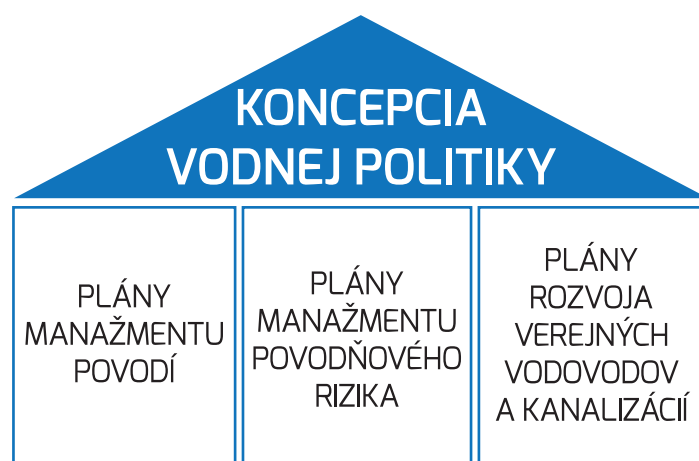 KONCEPCIA
VODNEJ POLITIKY
PLÁNY
MANAŽMENTU
POVODÍ
PLÁNY
MANAŽMENTU
POVODŇOVÉHO
RIZIKA
PLÁNY
ROZVOJA
VEREJNÝCH
VODOVODOV
A KANALIZÁCIÍ